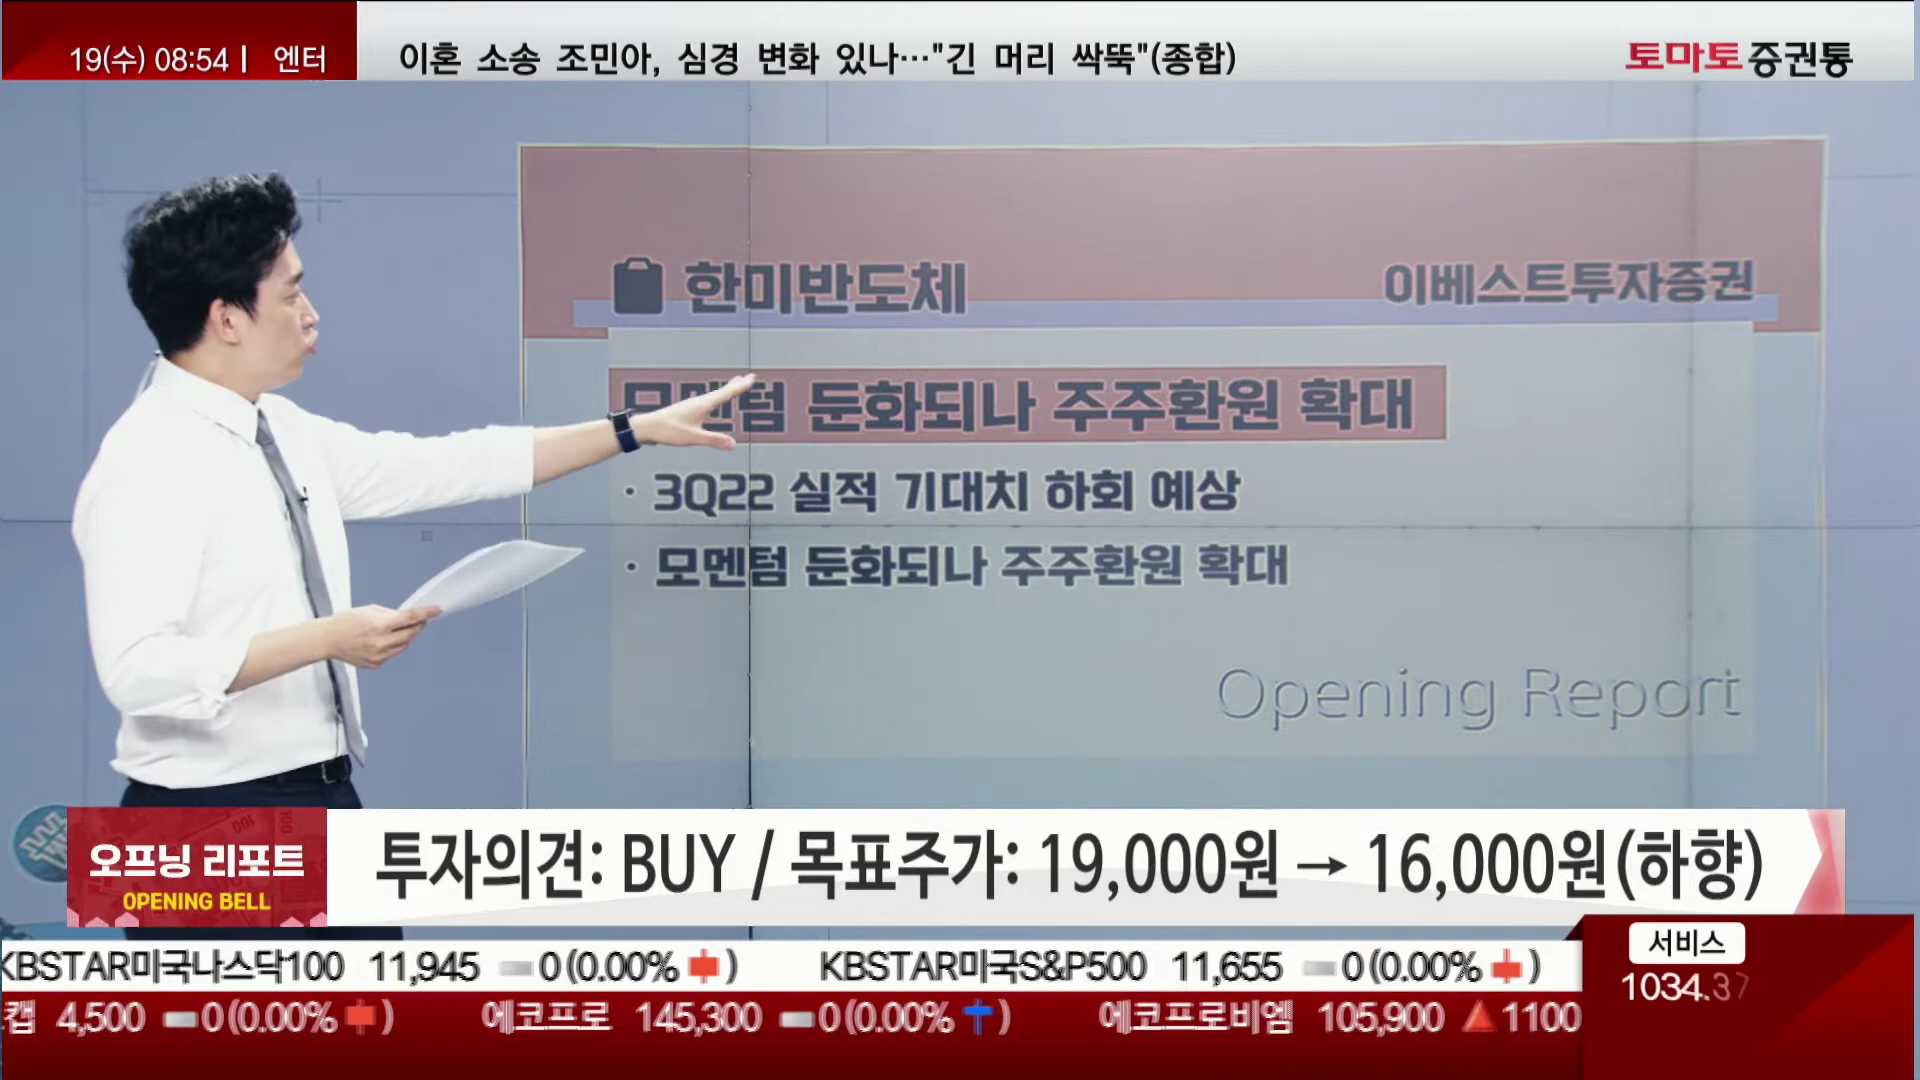 19(수) 08:54 | 엔터
이혼 소송 조민아, 심경 변화 있나…"긴 머리 싹뚝"(종합)
토마토증권통
한미반도체
이베스트투자증권
모멘텀 둔화되나 주주환원 확대
· 3Q22 실적 기대치 하회 예상
· 모멘텀 둔화되나 주주환원 확대
Opening Report
오프닝 리포트
OPENING BELL
투자의견: BUY / 목표주가: 19,000원 → 16,000원(하향)
KBSTAR미국나스닥100 11,945 0(0.00%) KBSTAR미국S&P500 11,655 0(0.00%)
캡 4,500 0(0.00%) 에코프로 145,300 0(0.00%) 에코프로비엠 105,900 ▲1100
서비스
1034.37